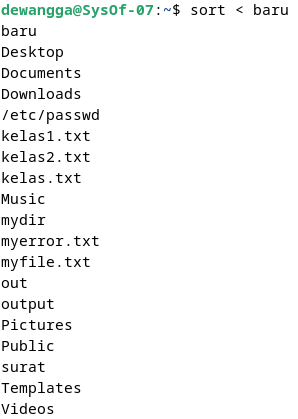 dewangga@SysOf-07:~$ sort < baru
baru
Desktop
Documents
Downloads
/etc/passwd
kelas1.txt
kelas2.txt
kelas.txt
Music
mydir
myerror.txt
myfile.txt
out
output
Pictures
Public
surat
Templates
Videos